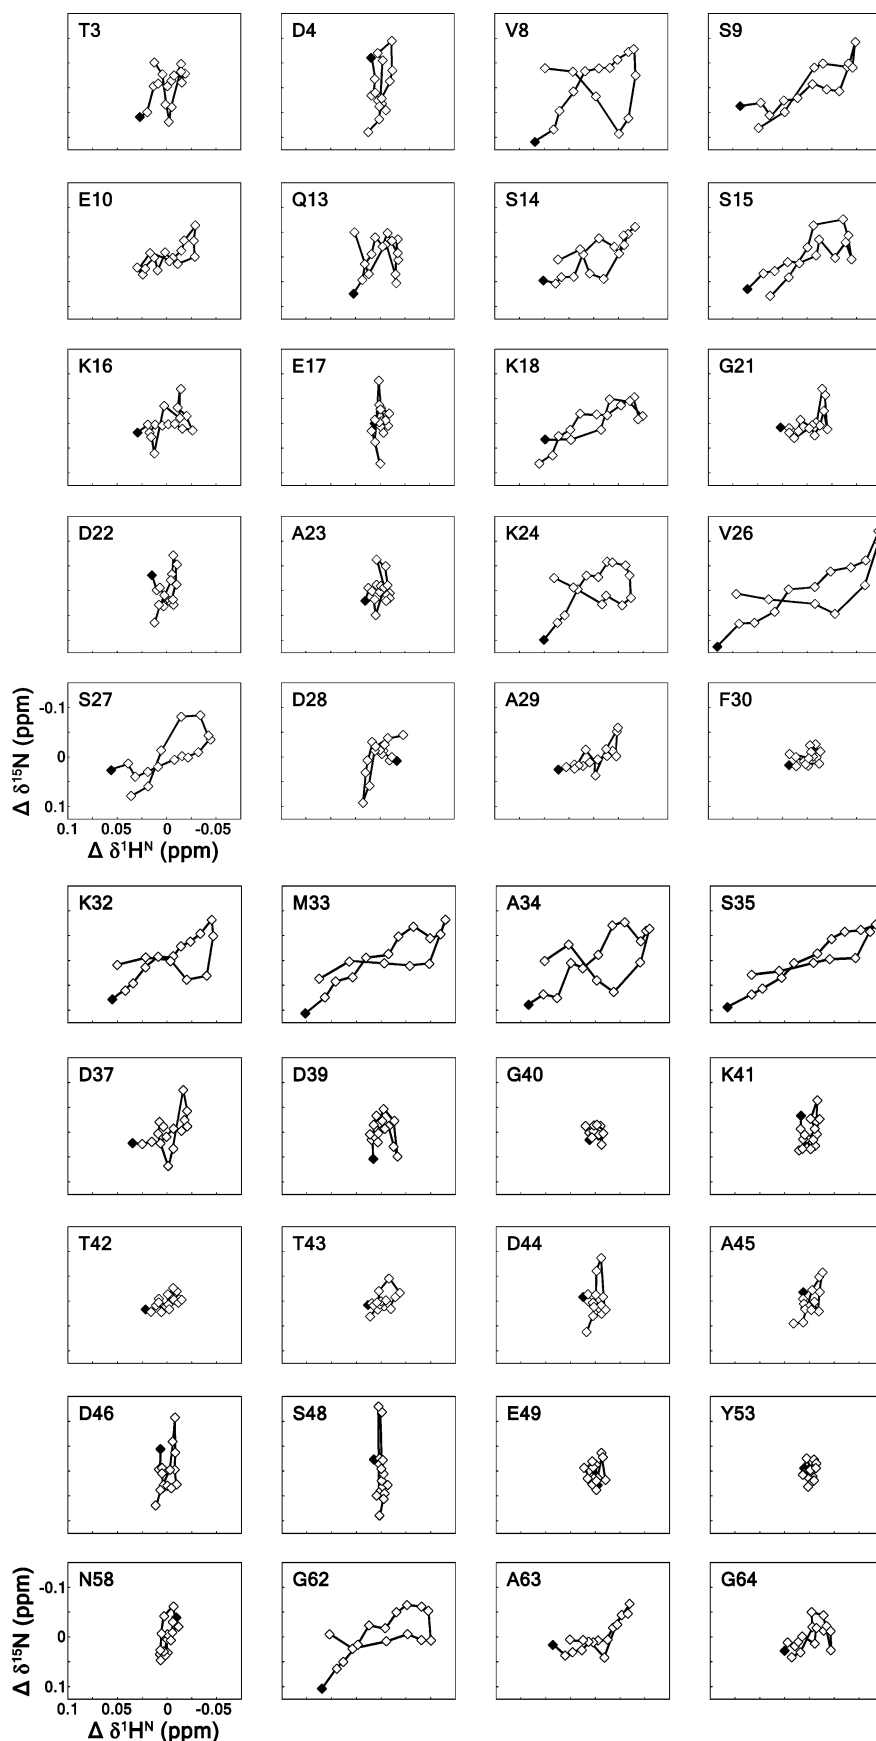 T3 D4 V8 S9
E10 Q13 S14 S15
K16 E17 K18 G21
D22 A23 K24 V26
S27 D28 A29 F30
-0.1
0
0.1
Δ δ¹⁵N (ppm)
0.1 0.05 0 -0.05
Δ δ¹Hᴺ (ppm)
K32 M33 A34 S35
D37 D39 G40 K41
T42 T43 D44 A45
D46 S48 E49 Y53
N58 G62 A63 G64
-0.1
0
0.1
Δ δ¹⁵N (ppm)
0.1 0.05 0 -0.05
Δ δ¹Hᴺ (ppm)